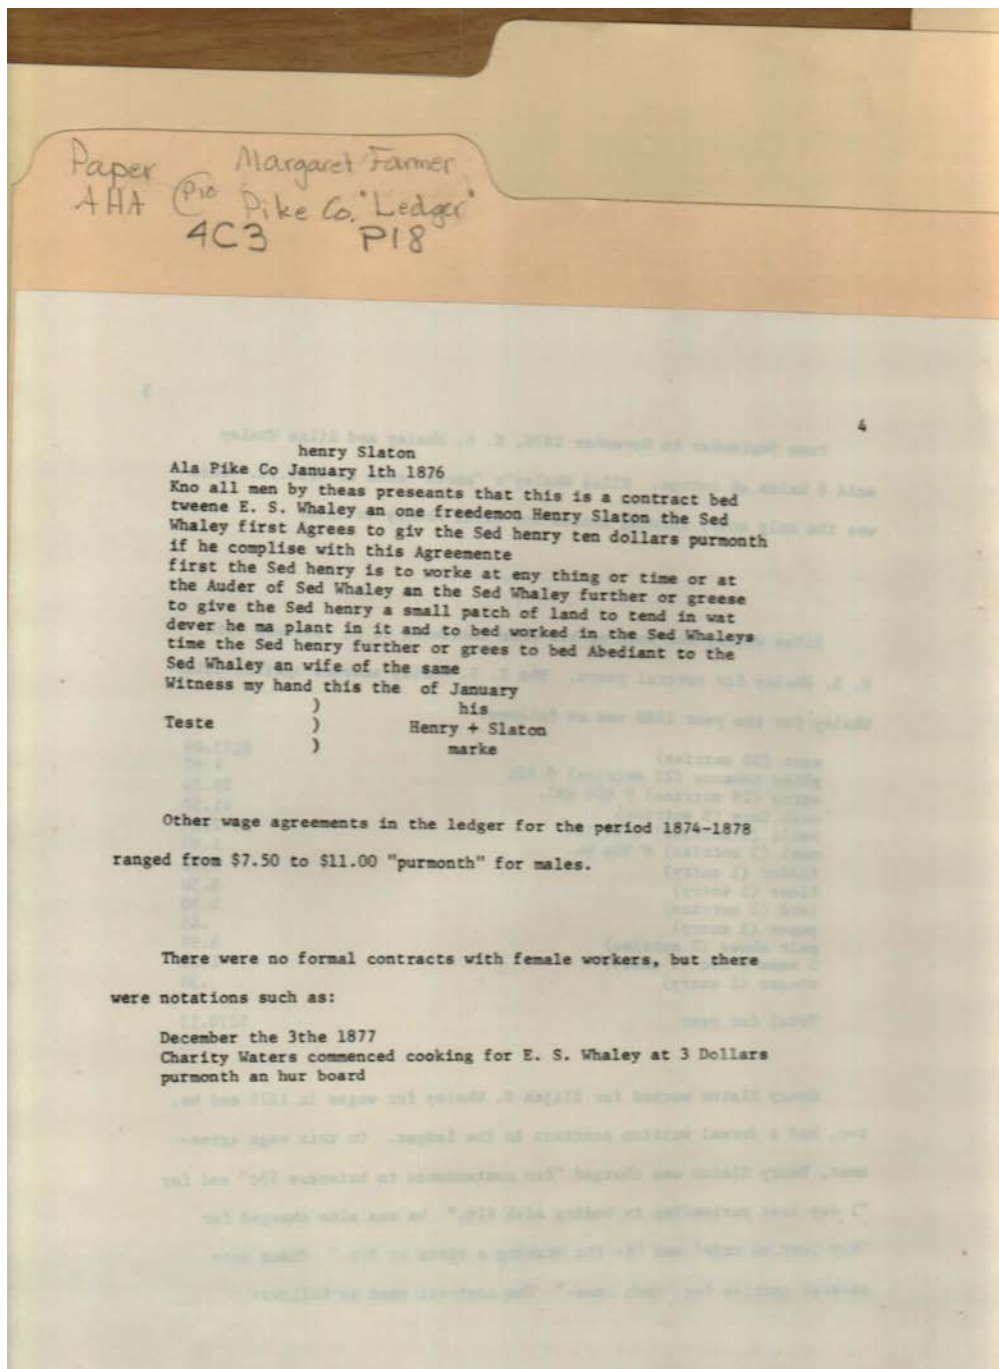 Paper Margaret Farmer
AHA P10 Pike Co. "Ledger"
4C3 P18
4
henry Slaton
Ala Pike Co January 1th 1876
Kno all men by theas preseants that this is a contract bed
tweene E. S. Whaley an one freedemon Henry Slaton the Sed
Whaley first Agrees to giv the Sed henry ten dollars purmonth
if he complise with this Agreemente
first the Sed henry is to worke at eny thing or time or at
the Auder of Sed Whaley an the Sed Whaley further or greese
to give the Sed henry a small patch of land to tend in wat
dever he ma plant in it and to bed worked in the Sed Whaleys
time the Sed henry further or grees to bed Abediant to the
Sed Whaley an wife of the same
Witness my hand this the of January
) his
Teste ) Henry + Slaton
) marke
Other wage agreements in the ledger for the period 1874-1878
ranged from $7.50 to $11.00 "purmonth" for males.
There were no formal contracts with female workers, but there
were notations such as:
December the 3the 1877
Charity Waters commenced cooking for E. S. Whaley at 3 Dollars
purmonth an hur board